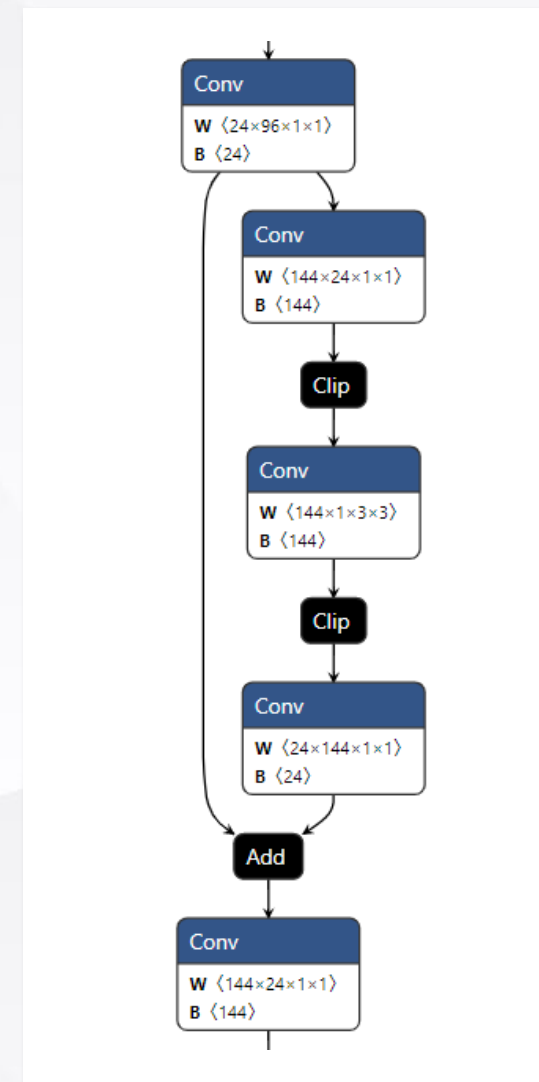 Conv
W ⟨24×96×1×1⟩
B ⟨24⟩
Conv
W ⟨144×24×1×1⟩
B ⟨144⟩
Clip
Conv
W ⟨144×1×3×3⟩
B ⟨144⟩
Clip
Conv
W ⟨24×144×1×1⟩
B ⟨24⟩
Add
Conv
W ⟨144×24×1×1⟩
B ⟨144⟩